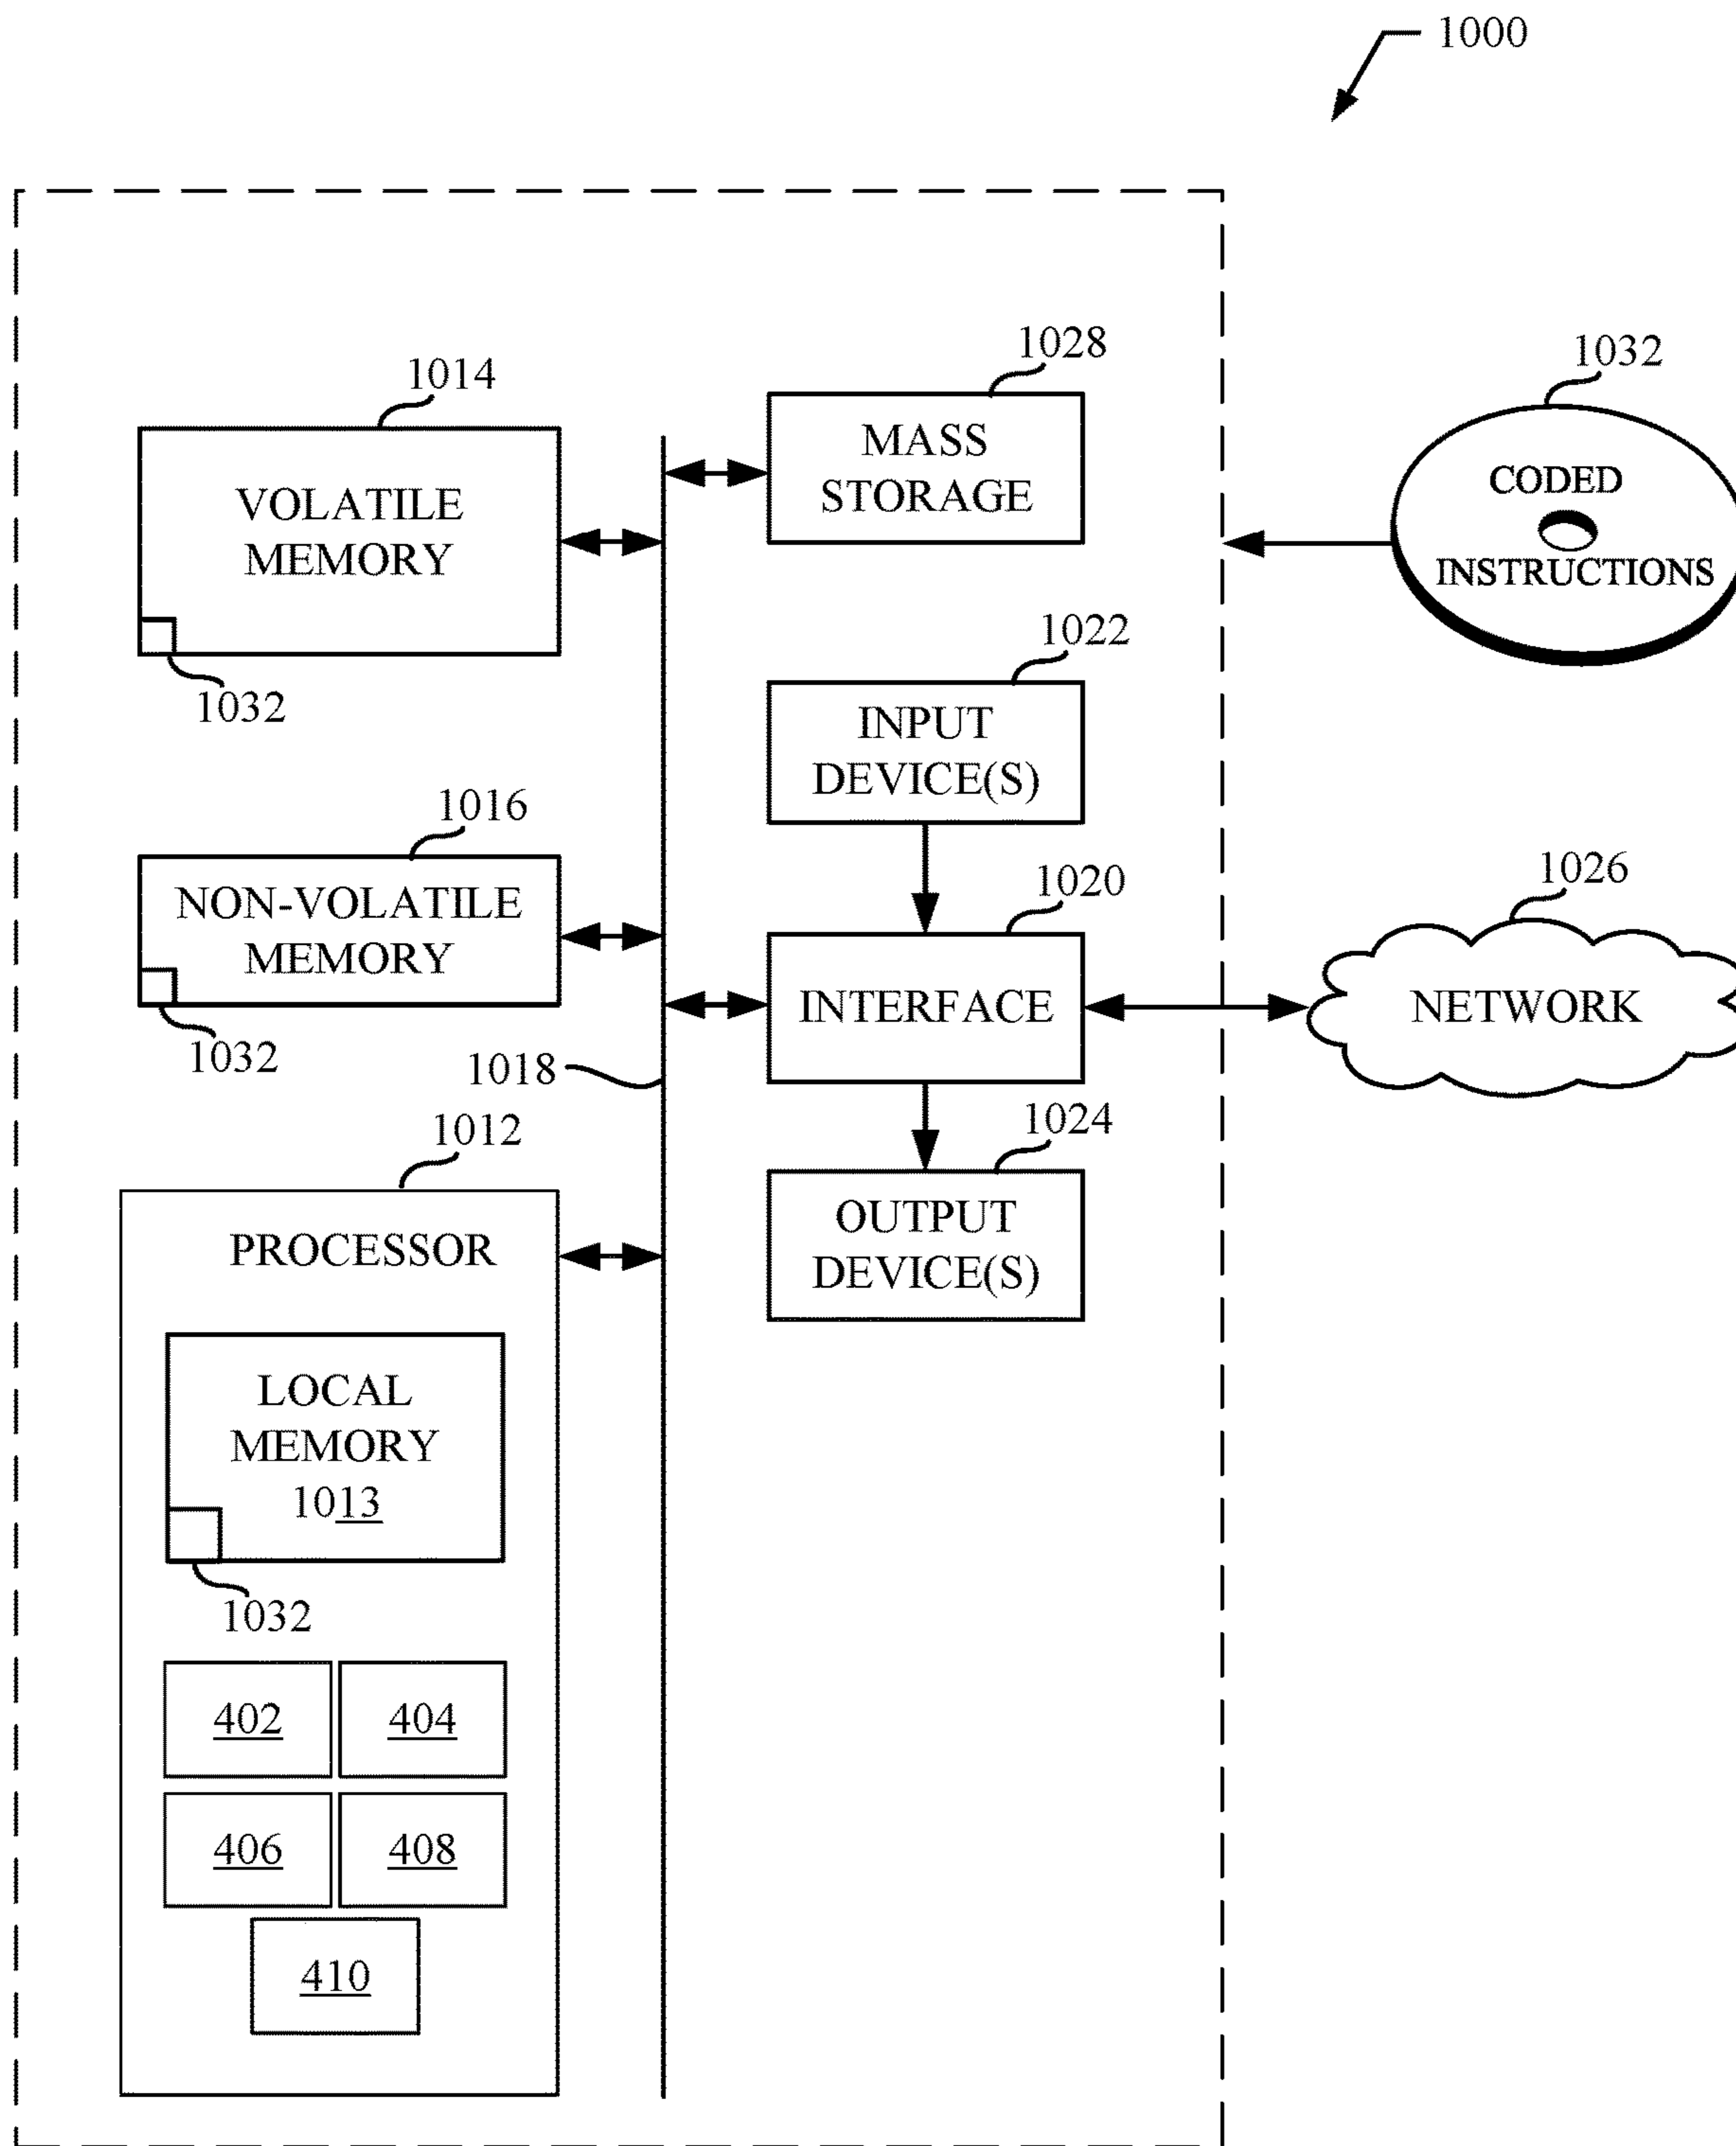 1000
1028
MASS
STORAGE
1014
VOLATILE
MEMORY
1032
1032
CODED
INSTRUCTIONS
1022
INPUT
DEVICE(S)
1016
NON-VOLATILE
MEMORY
1032
1020
INTERFACE
1026
NETWORK
1018
1024
OUTPUT
DEVICE(S)
1012
PROCESSOR
LOCAL
MEMORY
1013
1032
402
404
406
408
410